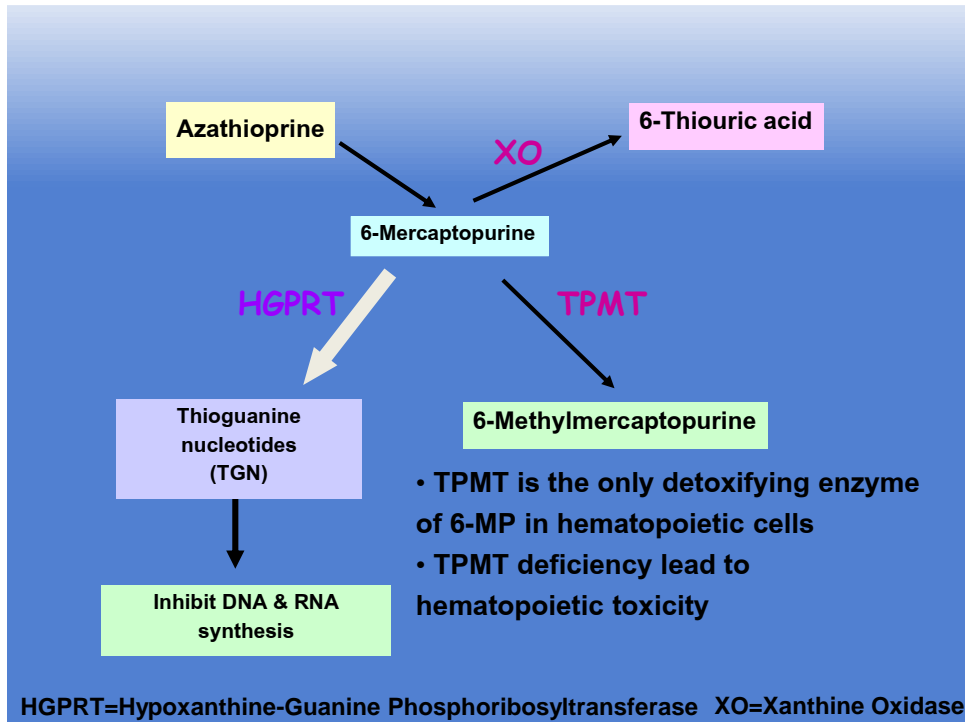 Azathioprine
6-Thiouric acid
XO
6-Mercaptopurine
HGPRT
TPMT
Thioguanine
nucleotides
(TGN)
6-Methylmercaptopurine
• TPMT is the only detoxifying enzyme
of 6-MP in hematopoietic cells
• TPMT deficiency lead to
hematopoietic toxicity
Inhibit DNA & RNA
synthesis
HGPRT=Hypoxanthine-Guanine Phosphoribosyltransferase XO=Xanthine Oxidase